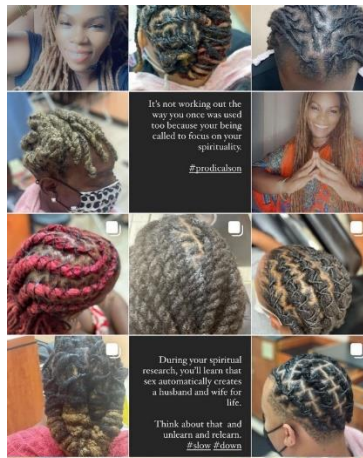 It's not working out the
way you once was used
too because your being
called to focus on your
spirituality.
#prodicalson
During your spiritual
research, you'll learn that
sex automatically creates
a husband and wife for
life.
Think about that and
unlearn and relearn.
#slow #down